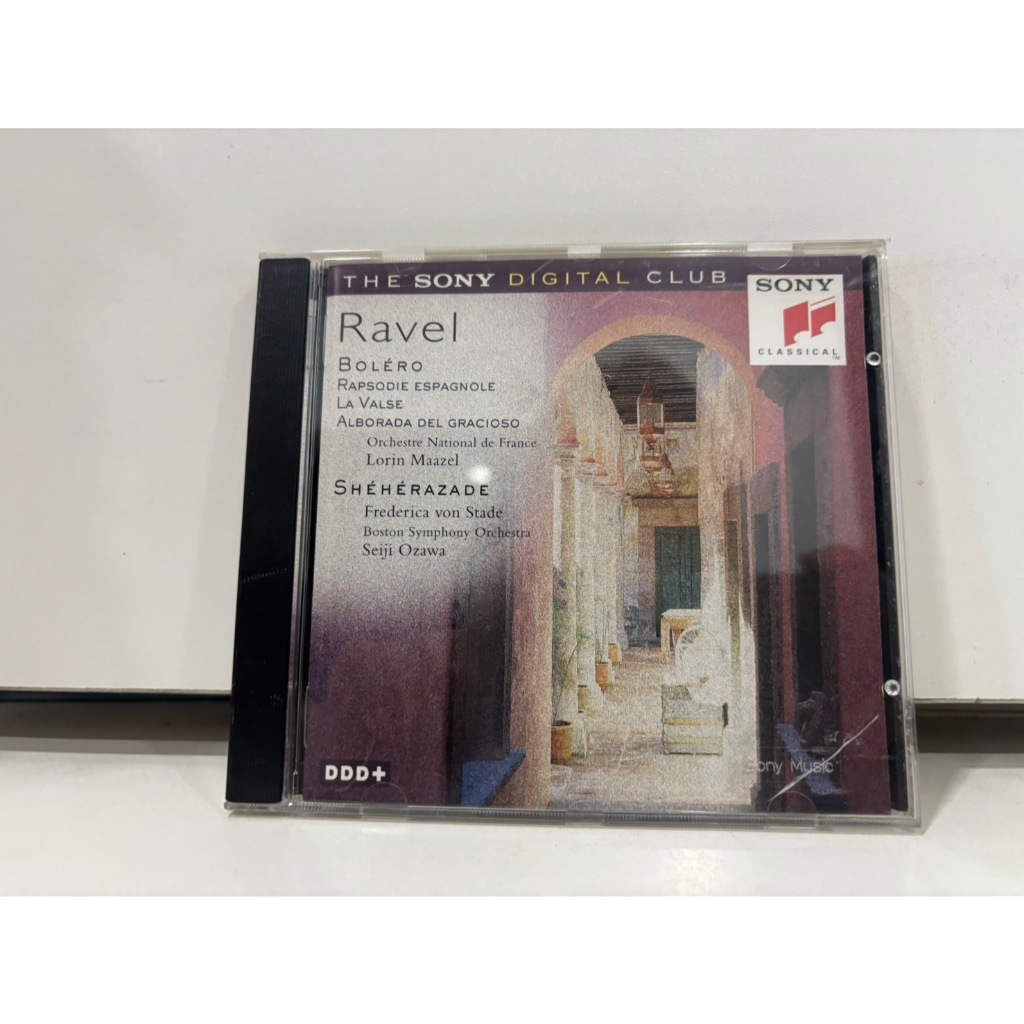 THE SONY DIGITAL CLUB
SONY
CLASSICAL™
Ravel
BOLÉRO
RAPSODIE ESPAGNOLE
LA VALSE
ALBORADA DEL GRACIOSO
Orchestre National de France
Lorin Maazel
SHÉHÉRAZADE
Frederica von Stade
Boston Symphony Orchestra
Seiji Ozawa
DDD+
Sony Music